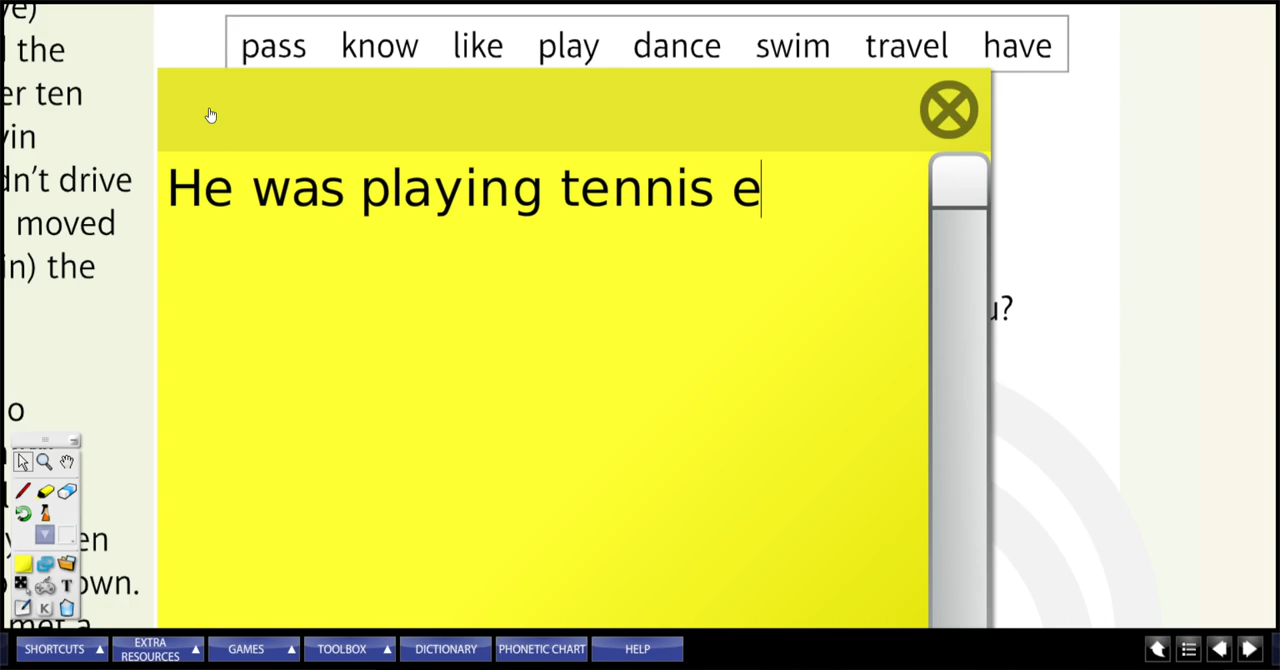 pass know like play dance swim travel have
the
er ten
dn't drive
moved
in) the
He was playing tennis e
u?
en
own.
T
K
SHORTCUTS
EXTRA RESOURCES
GAMES
TOOLBOX
DICTIONARY
PHONETIC CHART
HELP